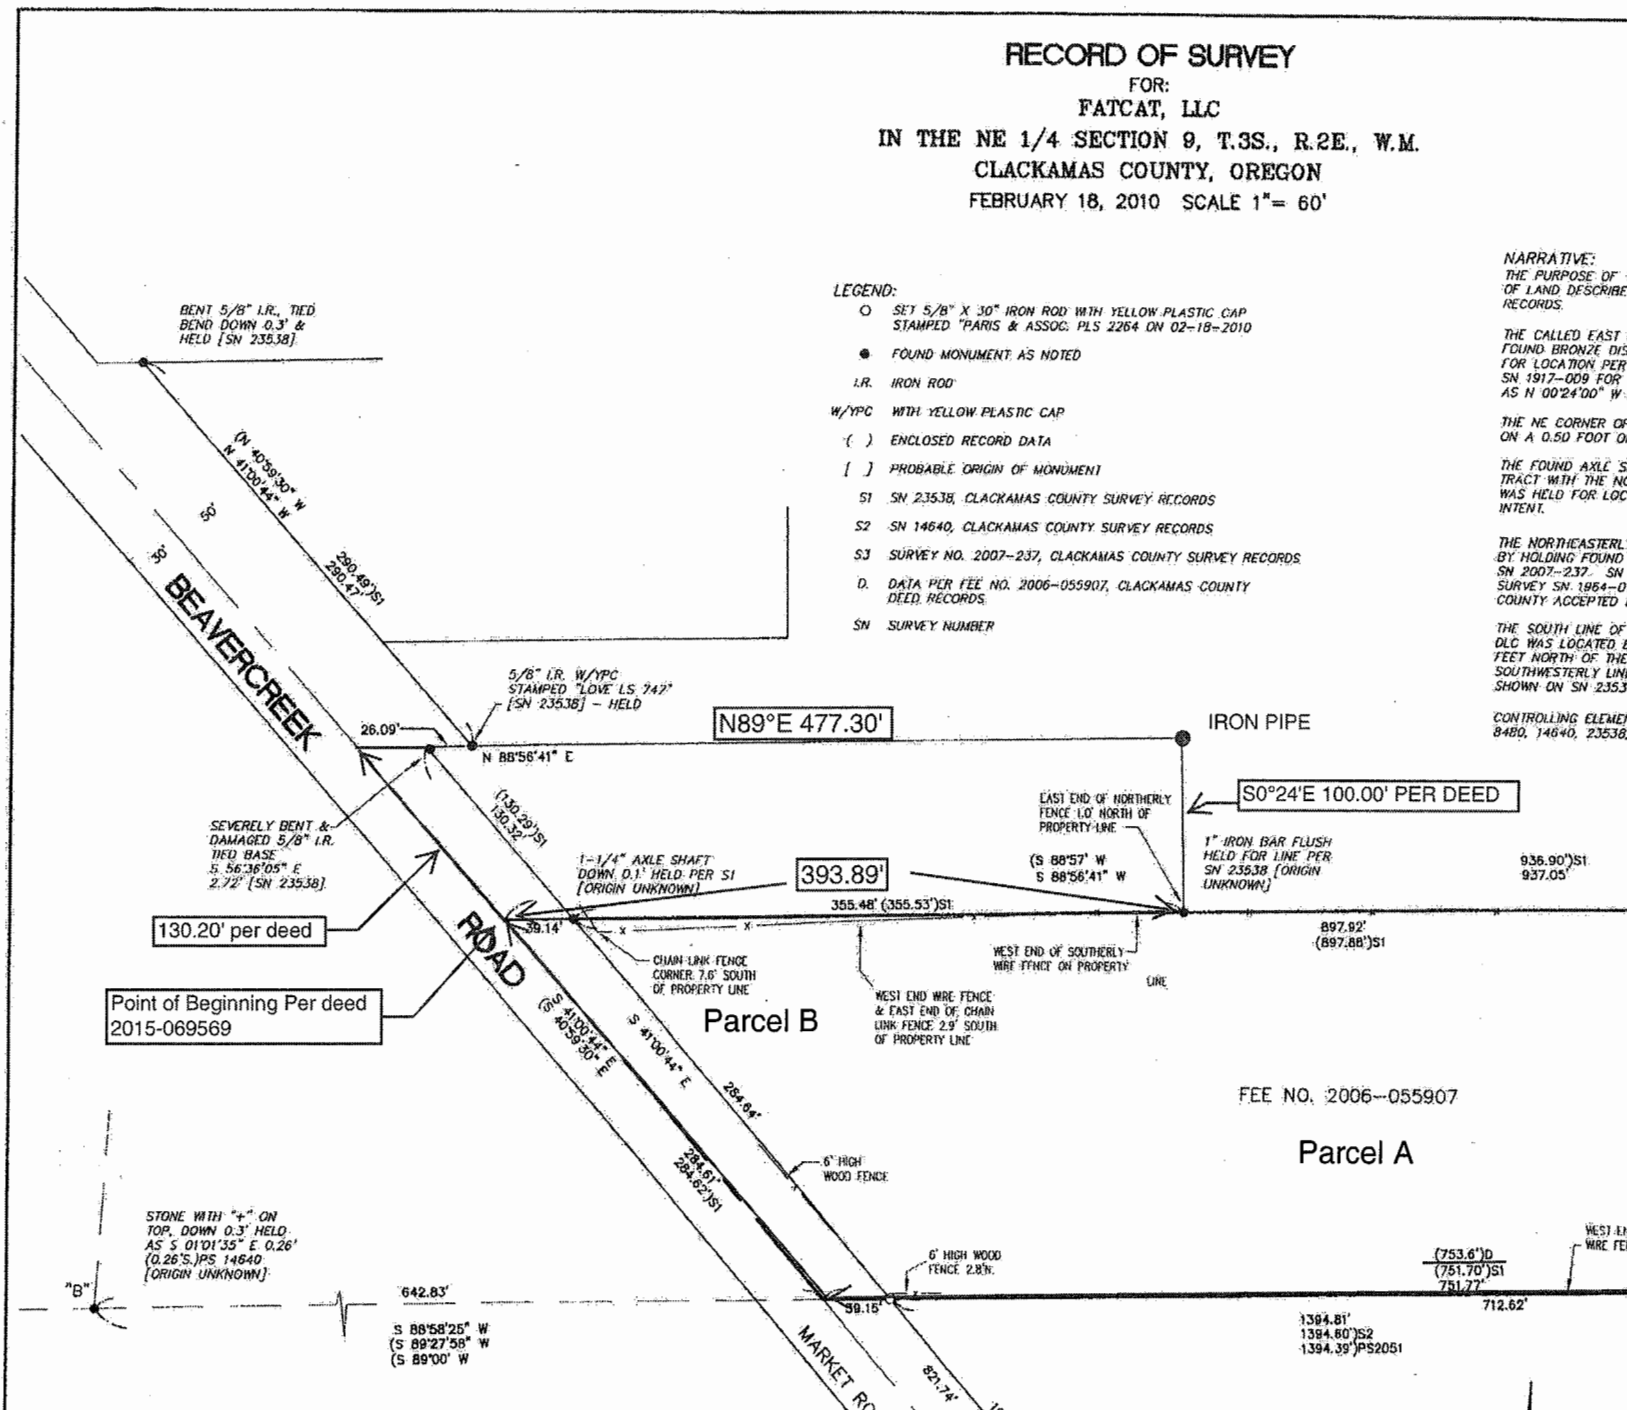 RECORD OF SURVEY
FOR:
FATCAT, LLC
IN THE NE 1/4 SECTION 9, T.3S., R.2E., W.M.
CLACKAMAS COUNTY, OREGON
FEBRUARY 18, 2010 SCALE 1"= 60'
LEGEND:
SET 5/8" X 30" IRON ROD WITH YELLOW PLASTIC CAP
STAMPED "PARIS & ASSOC. PLS 2264 ON 02-18-2010
FOUND MONUMENT AS NOTED
I.R. IRON ROD
W/YPC WITH YELLOW PLASTIC CAP
( ) ENCLOSED RECORD DATA
[ ] PROBABLE ORIGIN OF MONUMENT
S1 SN 23538, CLACKAMAS COUNTY SURVEY RECORDS
S2 SN 14640, CLACKAMAS COUNTY SURVEY RECORDS
S3 SURVEY NO. 2007-237, CLACKAMAS COUNTY SURVEY RECORDS
D. DATA PER FEE NO. 2006-055907, CLACKAMAS COUNTY
DEED RECORDS
SN SURVEY NUMBER
NARRATIVE:
THE PURPOSE OF
OF LAND DESCRIBE
RECORDS.
THE CALLED EAST
FOUND BRONZE DIS
FOR LOCATION PER
SN 1917-009 FOR
AS N 00°24'00" W
THE NE CORNER OF
ON A 0.50 FOOT O
THE FOUND AXLE S
TRACT WITH THE NO
WAS HELD FOR LOC
INTENT.
THE NORTHEASTERL
BY HOLDING FOUND
SN 2007-237. SN
SURVEY SN. 1964-0
COUNTY ACCEPTED
THE SOUTH LINE OF
DLC WAS LOCATED B
FEET NORTH OF THE
SOUTHWESTERLY LIN
SHOWN ON SN 2353
CONTROLLING ELEMEN
8480, 14640, 23538,
BENT 5/8" I.R., TIED
BEND DOWN 0.3' &
HELD [SN 23538]
(N 40°59'30" W
N 41°00'44" W
290.49')S1
290.47'
30'
30'
BEAVERCREEK
ROAD
5/8" I.R. W/YPC
STAMPED "LOVE LS 747"
[SN 23538] - HELD
26.09'
N 88°56'41" E
N89°E 477.30'
IRON PIPE
S0°24'E 100.00' PER DEED
SEVERELY BENT &
DAMAGED 5/8" I.R.
TIED BASE
S 56°36'05" E
2.72' [SN 23538]
(130.29')S1
130.32'
1-1/4" AXLE SHAFT
DOWN 0.1' HELD PER S1
[ORIGIN UNKNOWN]
393.89'
EAST END OF NORTHERLY
FENCE 1.0' NORTH OF
PROPERTY LINE
(S 88°57' W
S 88°56'41" W
1" IRON BAR FLUSH
HELD FOR LINE PER
SN 23538 [ORIGIN
UNKNOWN]
936.90')S1
937.05'
355.48' (355.53')S1
130.20' per deed
39.14'
897.92'
(897.88')S1
CHAIN LINK FENCE
CORNER 7.6' SOUTH
OF PROPERTY LINE
WEST END OF SOUTHERLY
WIRE FENCE ON PROPERTY
LINE
WEST END WIRE FENCE
& EAST END OF CHAIN
LINK FENCE 2.9' SOUTH
OF PROPERTY LINE
Point of Beginning Per deed
2015-069569
Parcel B
S 41°00'44" E
(S 40°59'30" E
S 41°00'44" E
284.64'
284.61'
284.62')S1
FEE NO. 2006-055907
Parcel A
6' HIGH
WOOD FENCE
STONE WITH "+" ON
TOP, DOWN 0.3' HELD
AS S 01°01'35" E 0.26'
(0.26'S.)PS 14640
[ORIGIN UNKNOWN]
"B"
642.83'
S 88°58'25" W
(S 89°27'58" W
(S 89°00' W
6' HIGH WOOD
FENCE 2.8'N.
39.15'
(753.6')D
(751.70')S1
751.77'
712.62'
WEST EN
WIRE FE
1394.81'
1394.60')S2
1394.39')PS2051
MARKET RO
821.74'